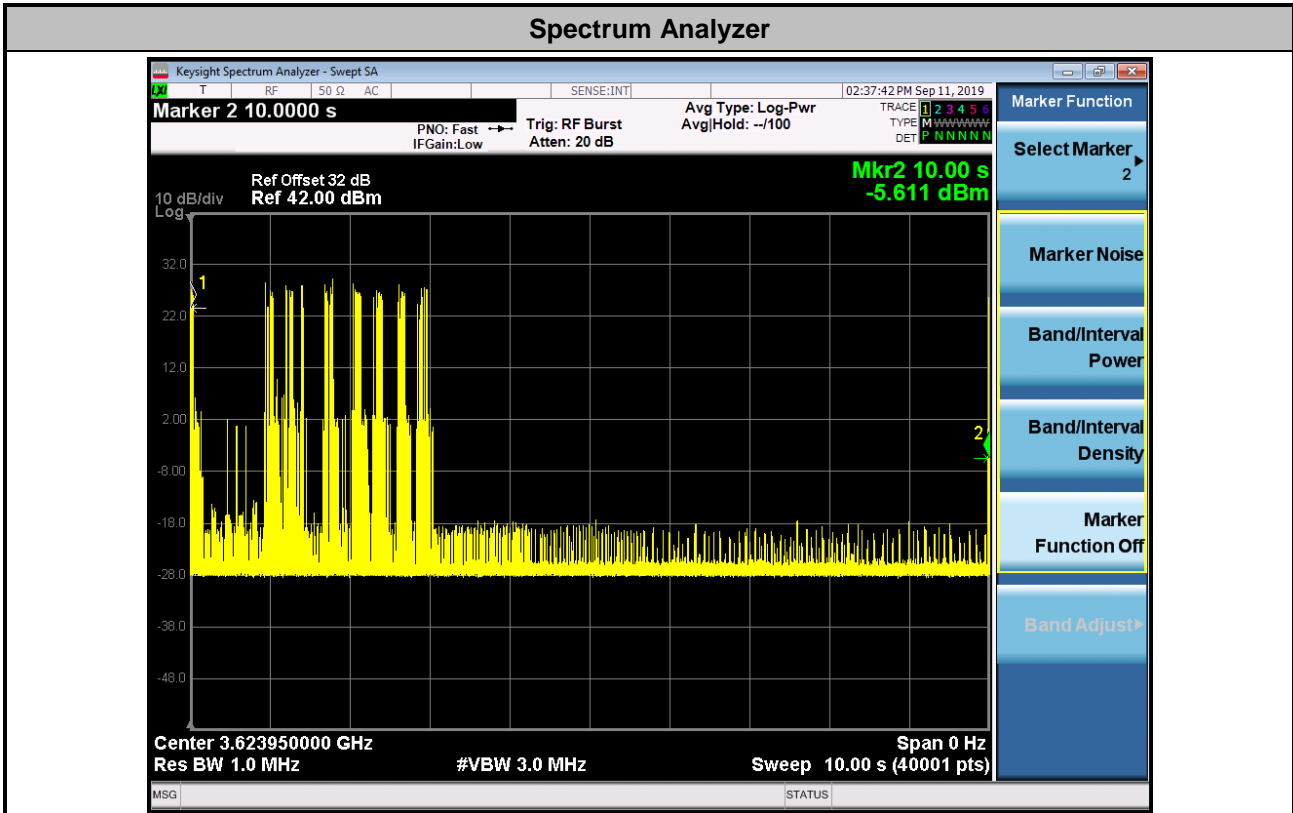 Spectrum Analyzer
Keysight Spectrum Analyzer - Swept SA
LXI T RF 50 Ω AC SENSE:INT 02:37:42 PM Sep 11, 2019
Marker 2 10.0000 s
PNO: Fast
IFGain:Low
Trig: RF Burst
Atten: 20 dB
Avg Type: Log-Pwr
Avg|Hold: --/100
TRACE 1 2 3 4 5 6
TYPE M WWWWW
DET P N N N N N
Mkr2 10.00 s
-5.611 dBm
Ref Offset 32 dB
10 dB/div Ref 42.00 dBm
Log
32.0
22.0
12.0
2.00
-8.00
-18.0
-28.0
-38.0
-48.0
1
2
Center 3.623950000 GHz Span 0 Hz
Res BW 1.0 MHz #VBW 3.0 MHz Sweep 10.00 s (40001 pts)
MSG STATUS
Marker Function
Select Marker
2
Marker Noise
Band/Interval
Power
Band/Interval
Density
Marker
Function Off
Band Adjust